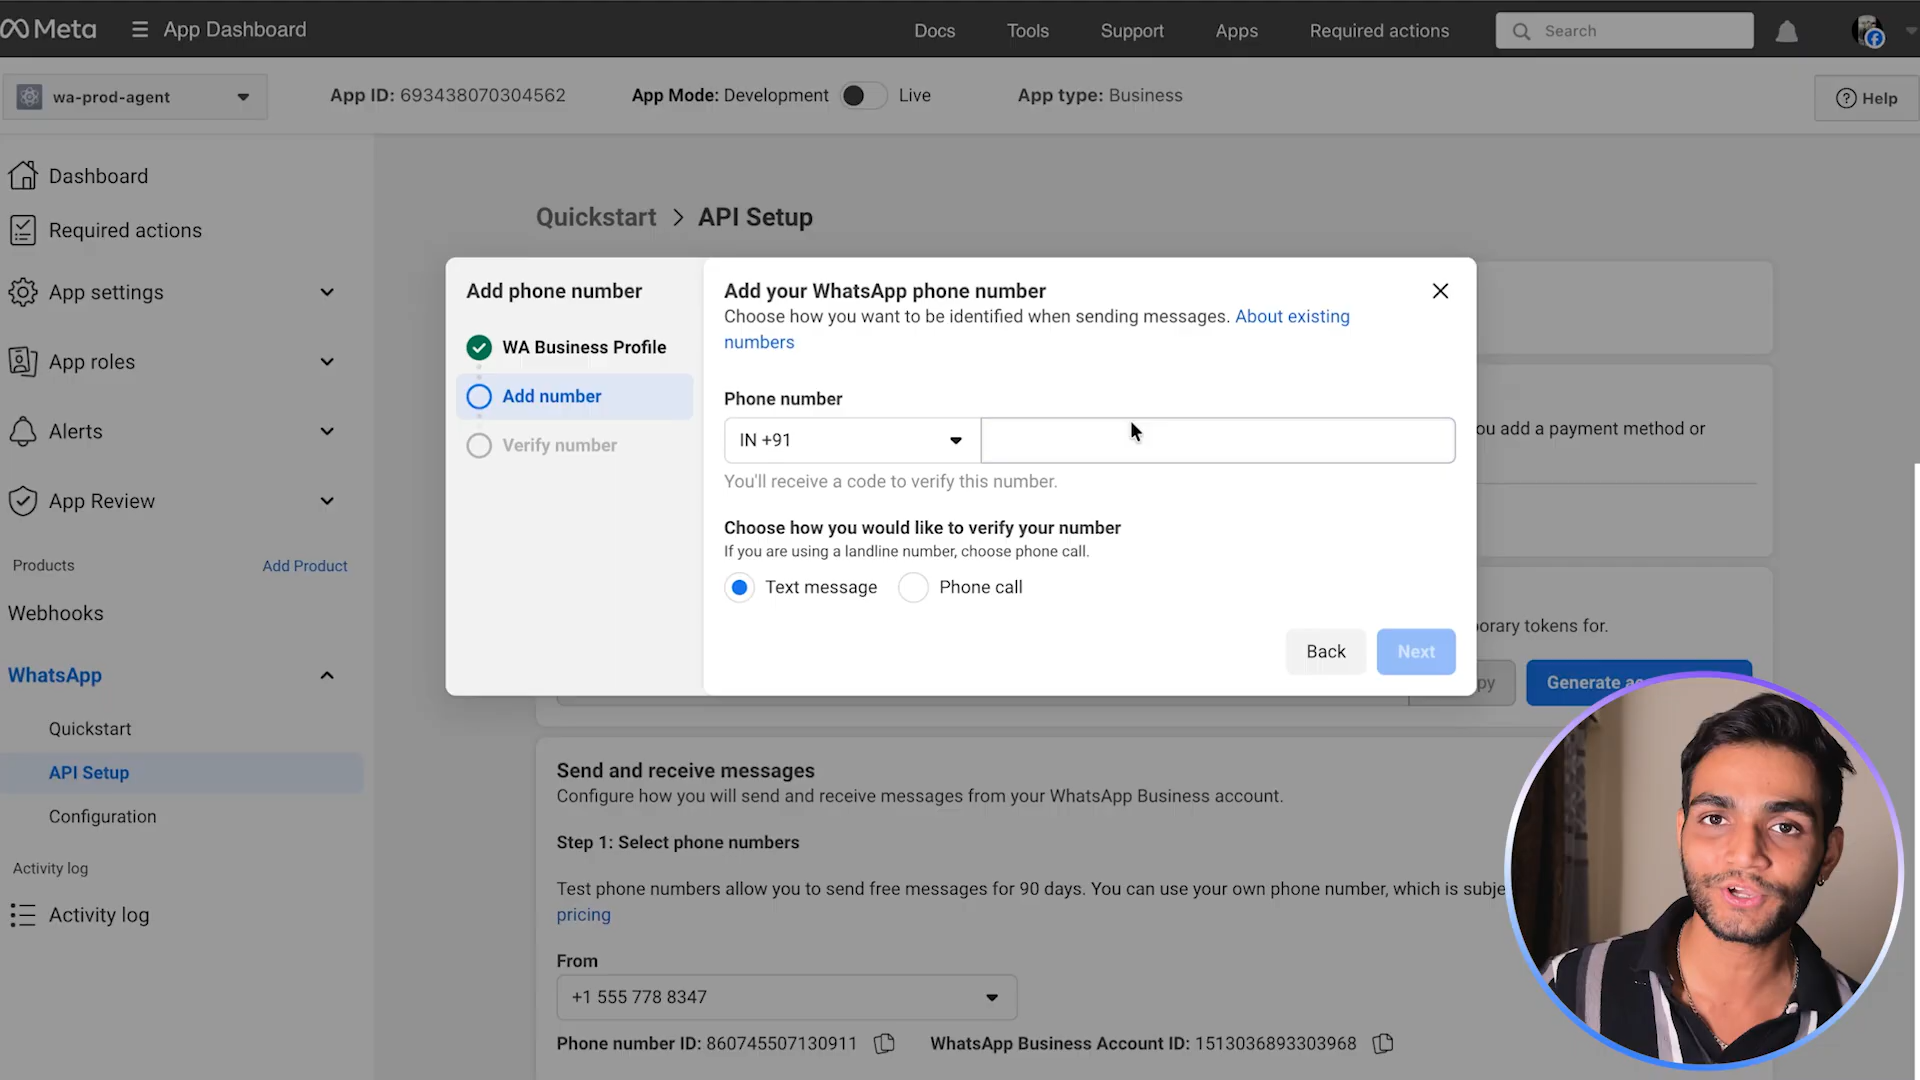 Meta
App Dashboard
Docs
Tools
Support
Apps
Required actions
Search
wa-prod-agent
App ID: 693438070304562
App Mode: Development
Live
App type: Business
Help
Dashboard
Required actions
App settings
App roles
Alerts
App Review
Products
Add Product
Webhooks
WhatsApp
Quickstart
API Setup
Configuration
Activity log
Activity log
Quickstart > API Setup
Add phone number
WA Business Profile
Add number
Verify number
Add your WhatsApp phone number
Choose how you want to be identified when sending messages. About existing
numbers
Phone number
IN +91
You'll receive a code to verify this number.
Choose how you would like to verify your number
If you are using a landline number, choose phone call.
Text message
Phone call
Back
Next
you add a payment method or
orary tokens for.
py
Generate ac
Send and receive messages
Configure how you will send and receive messages from your WhatsApp Business account.
Step 1: Select phone numbers
Test phone numbers allow you to send free messages for 90 days. You can use your own phone number, which is subje
pricing
From
+1 555 778 8347
Phone number ID: 860745507130911
WhatsApp Business Account ID: 1513036893303968